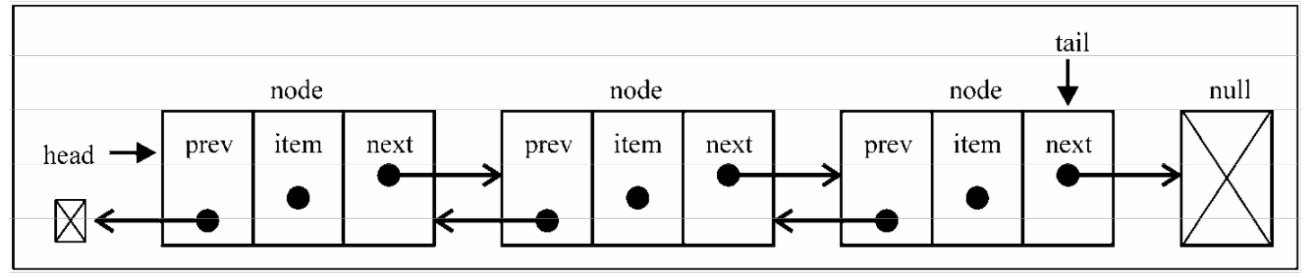 tail
node node node null
head prev item next prev item next prev item next